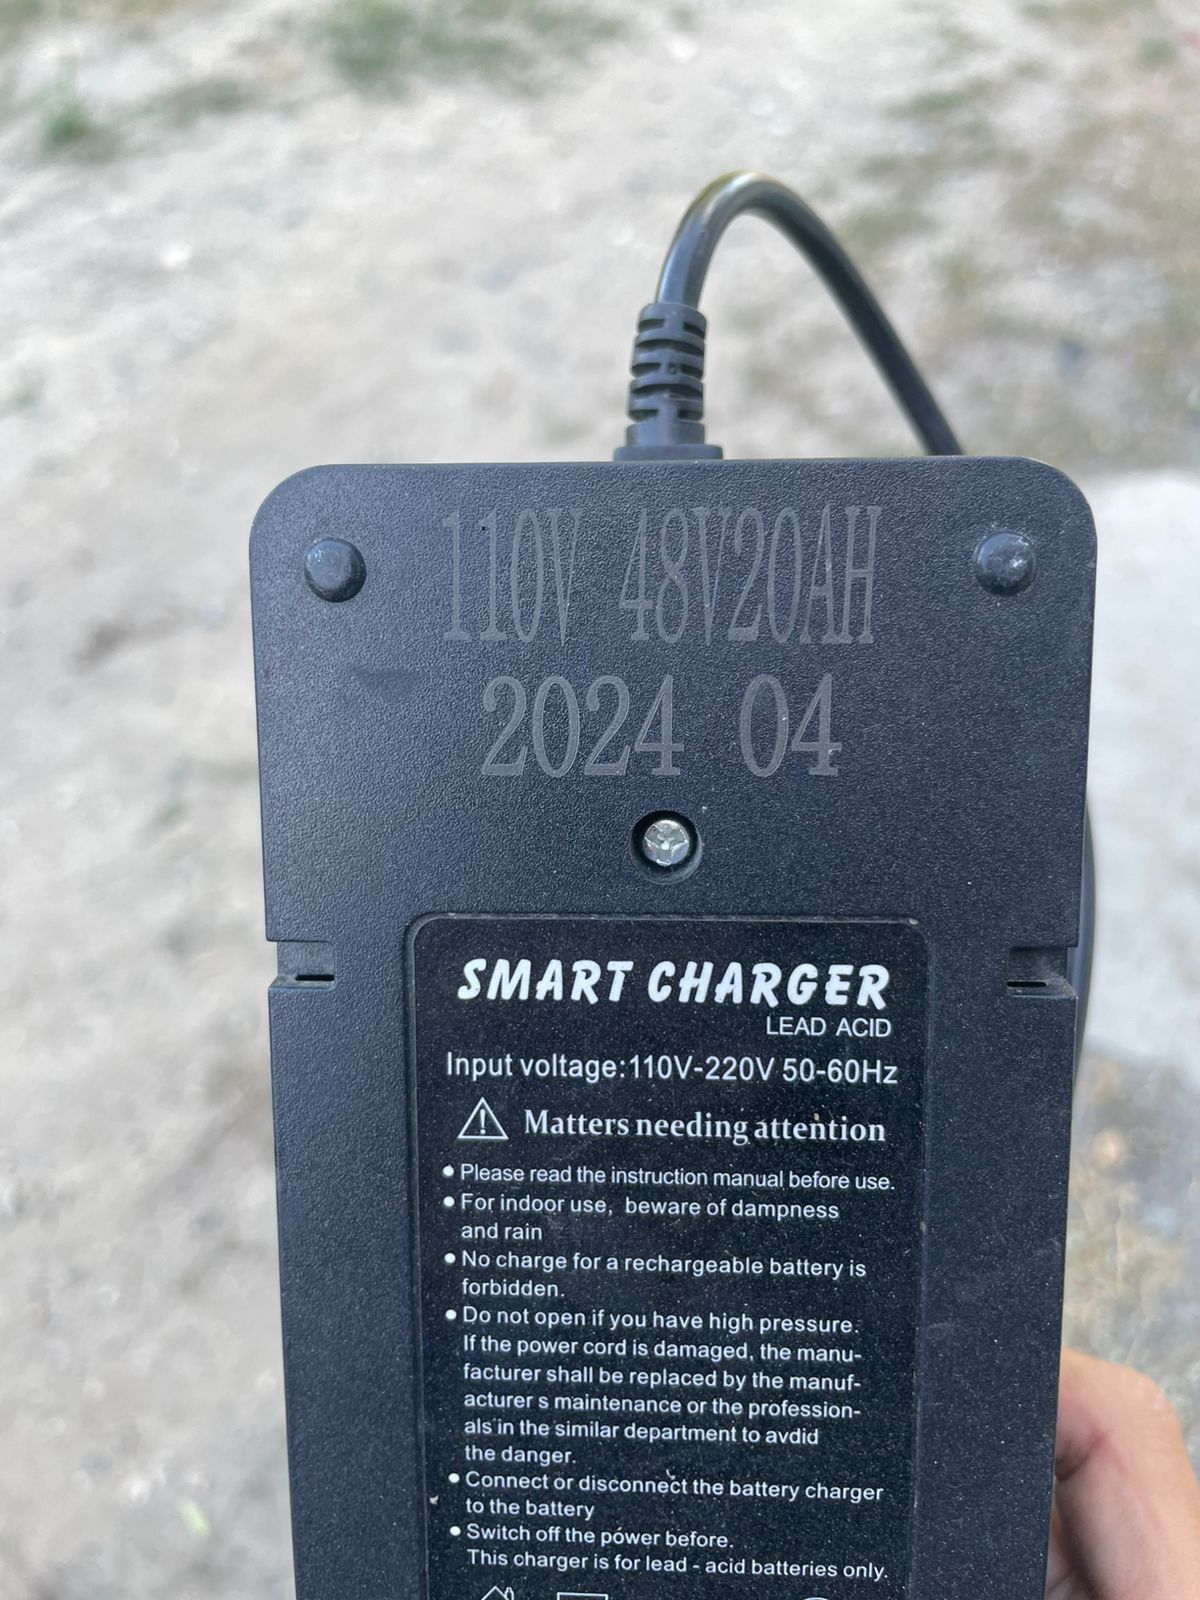 110V 48V20AH
2024 04
SMART CHARGER
LEAD ACID
Input voltage:110V-220V 50-60Hz
Matters needing attention
• Please read the instruction manual before use.
• For indoor use, beware of dampness
and rain
• No charge for a rechargeable battery is
forbidden.
• Do not open if you have high pressure.
If the power cord is damaged, the manu-
facturer shall be replaced by the manuf-
acturer s maintenance or the profession-
als in the similar department to avdid
the danger.
• Connect or disconnect the battery charger
to the battery
• Switch off the power before.
This charger is for lead - acid batteries only.